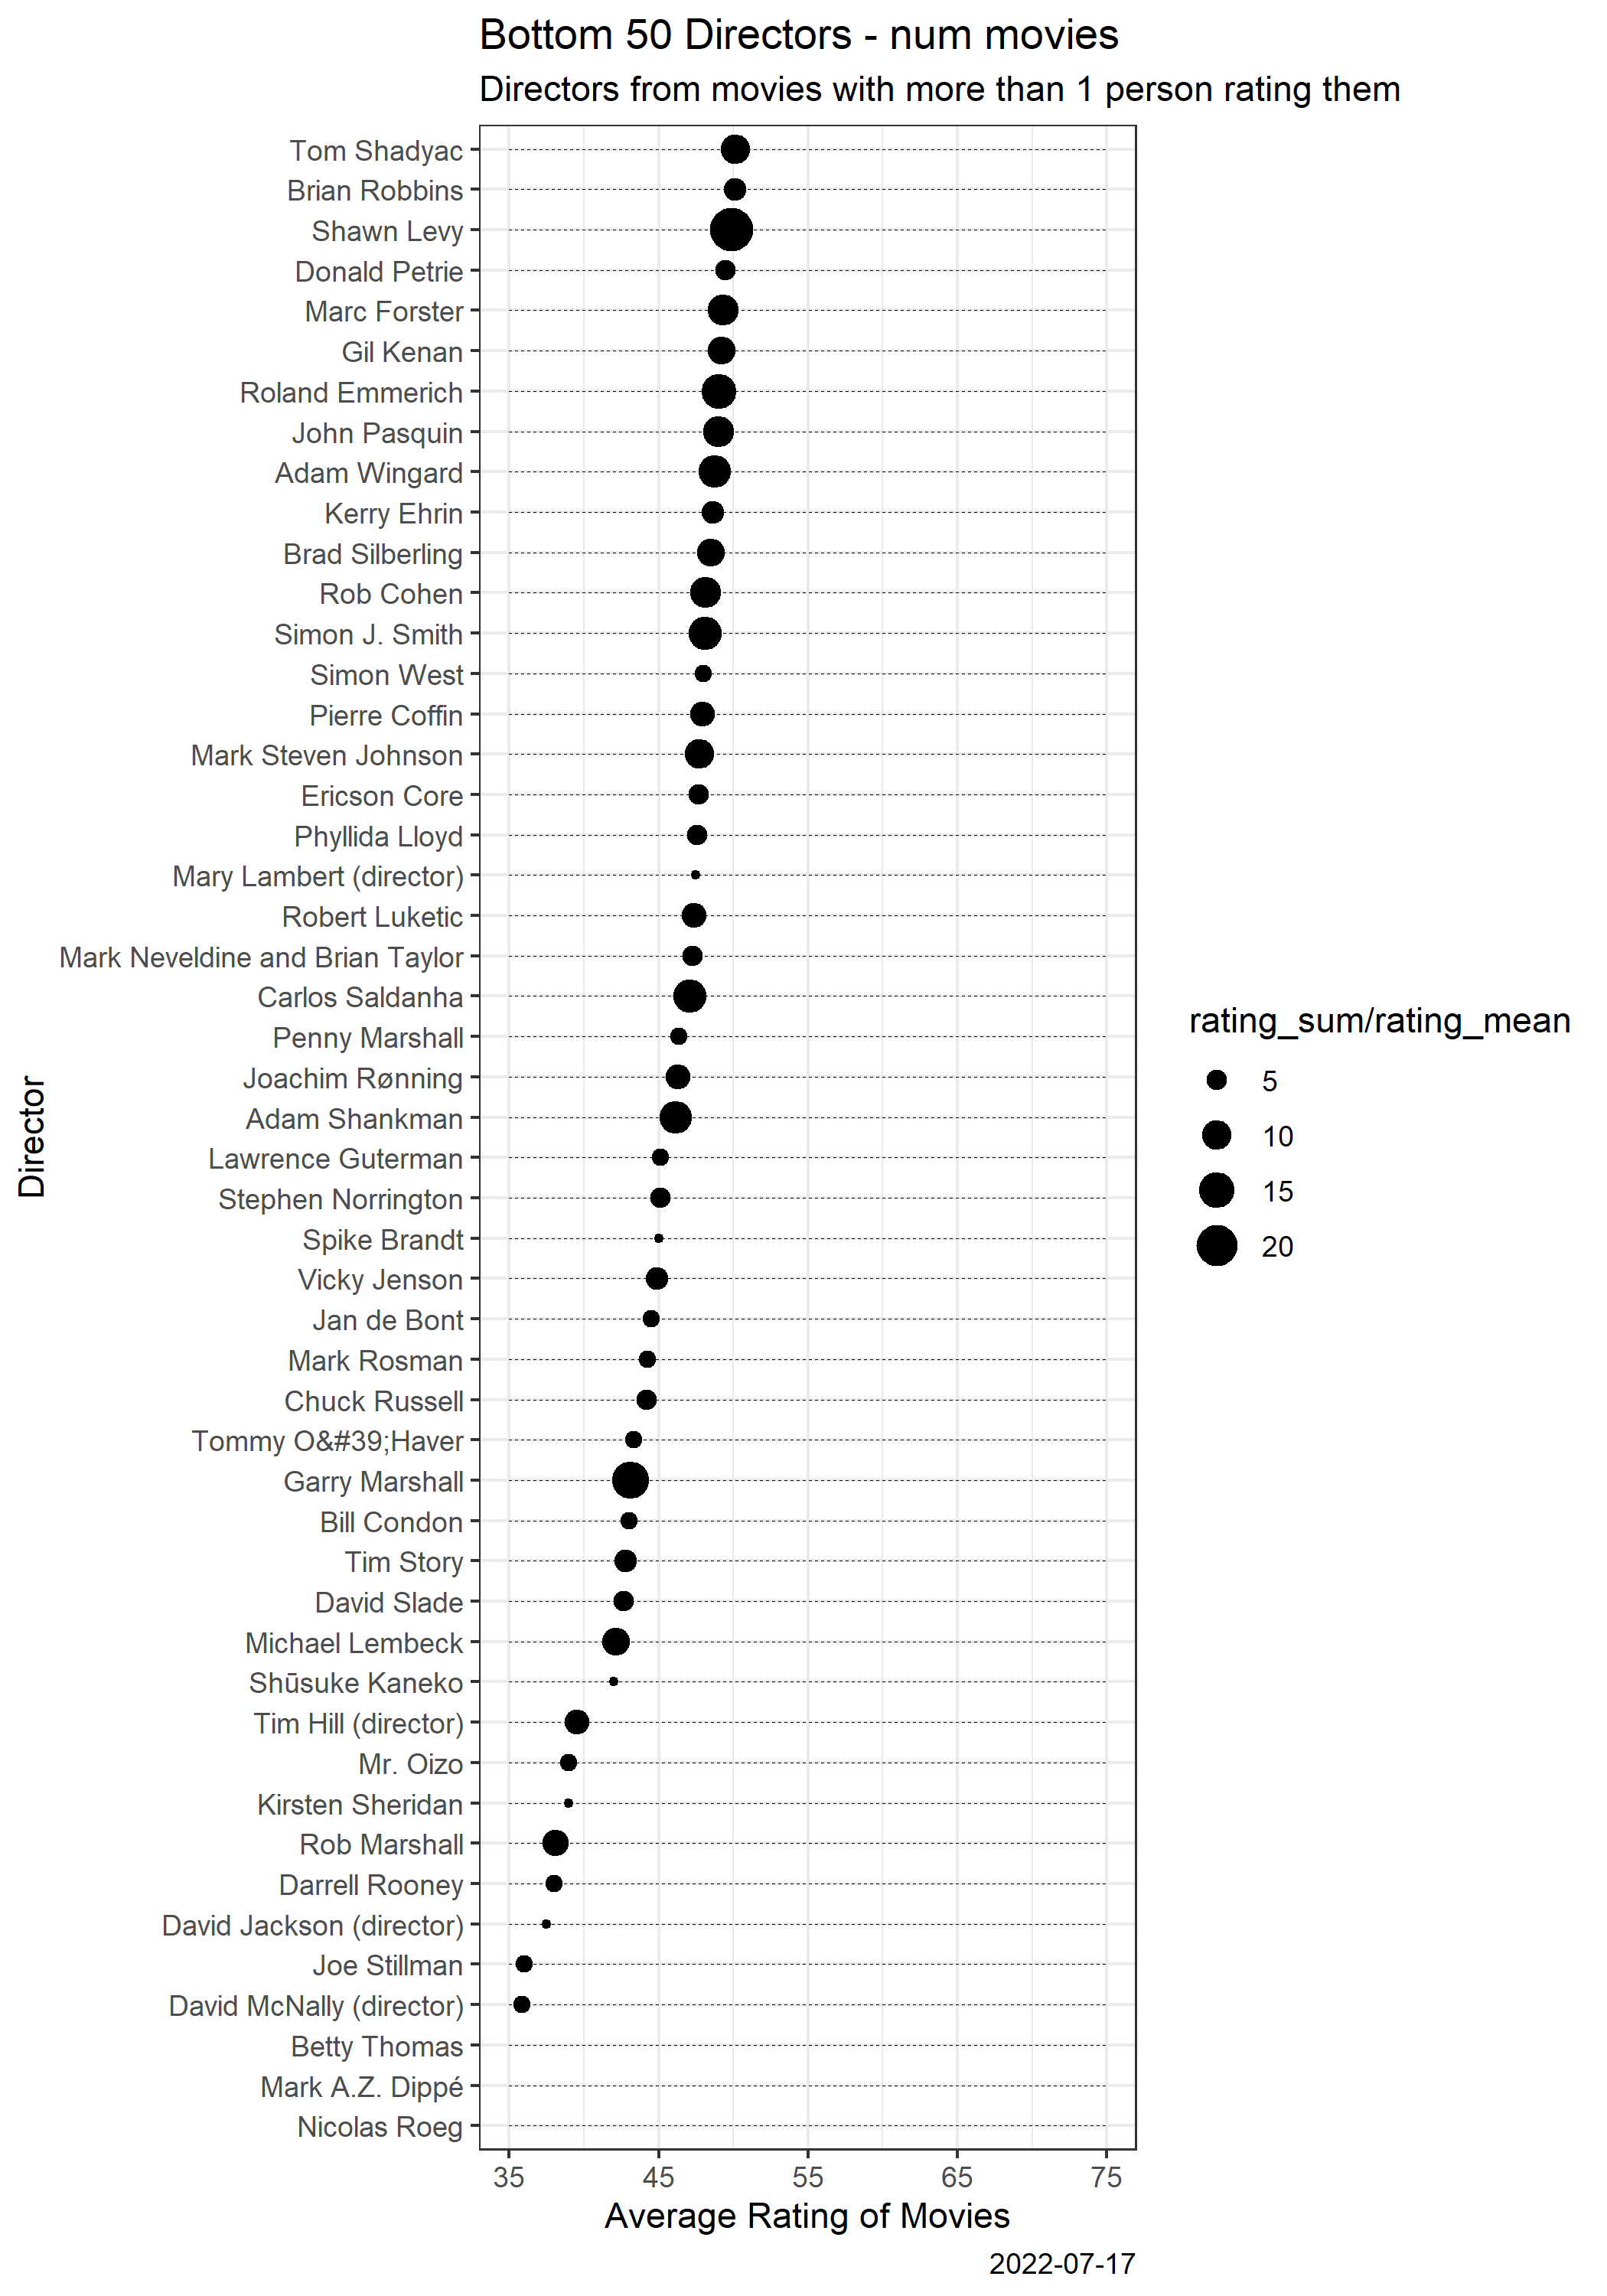 Bottom 50 Directors - num movies
Directors from movies with more than 1 person rating them
Tom Shadyac
Brian Robbins
Shawn Levy
Donald Petrie
Marc Forster
Gil Kenan
Roland Emmerich
John Pasquin
Adam Wingard
Kerry Ehrin
Brad Silberling
Rob Cohen
Simon J. Smith
Simon West
Pierre Coffin
Mark Steven Johnson
Ericson Core
Phyllida Lloyd
Mary Lambert (director)
Robert Luketic
Mark Neveldine and Brian Taylor
Carlos Saldanha
Penny Marshall
Joachim Rønning
Adam Shankman
Lawrence Guterman
Stephen Norrington
Spike Brandt
Vicky Jenson
Jan de Bont
Mark Rosman
Chuck Russell
Tommy O&#39;Haver
Garry Marshall
Bill Condon
Tim Story
David Slade
Michael Lembeck
Shūsuke Kaneko
Tim Hill (director)
Mr. Oizo
Kirsten Sheridan
Rob Marshall
Darrell Rooney
David Jackson (director)
Joe Stillman
David McNally (director)
Betty Thomas
Mark A.Z. Dippé
Nicolas Roeg
Director
35 45 55 65 75
Average Rating of Movies
2022-07-17
rating_sum/rating_mean
5
10
15
20